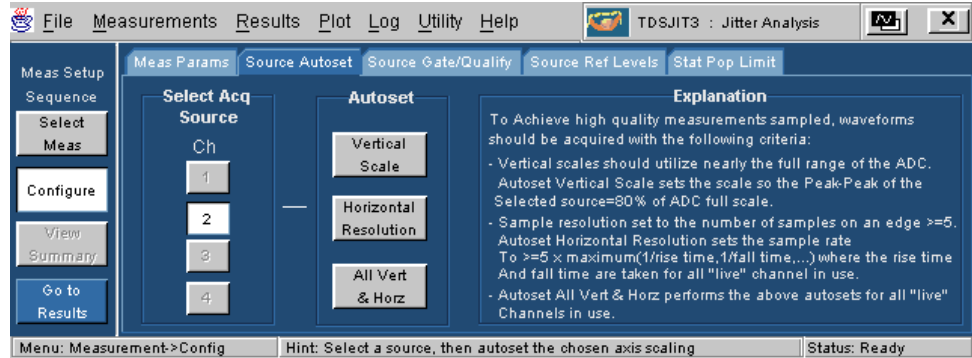 File Measurements Results Plot Log Utility Help TDSJIT3 : Jitter Analysis X
Meas Setup
Sequence
Select
Meas
Configure
View
Summary
Go to
Results
Meas Params Source Autoset Source Gate/Qualify Source Ref Levels Stat Pop Limit
Select Acq
Source
Ch
1
2
3
4
Autoset
Vertical
Scale
Horizontal
Resolution
All Vert
& Horz
Explanation
To Achieve high quality measurements sampled, waveforms
should be acquired with the following criteria:
- Vertical scales should utilize nearly the full range of the ADC.
Autoset Vertical Scale sets the scale so the Peak-Peak of the
Selected source=80% of ADC full scale.
- Sample resolution set to the number of samples on an edge >=5.
Autoset Horizontal Resolution sets the sample rate
To >=5 x maximum(1/rise time,1/fall time,...) where the rise time
And fall time are taken for all "live" channel in use.
- Autoset All Vert & Horz performs the above autosets for all "live"
Channels in use.
Menu: Measurement->Config Hint: Select a source, then autoset the chosen axis scaling Status: Ready